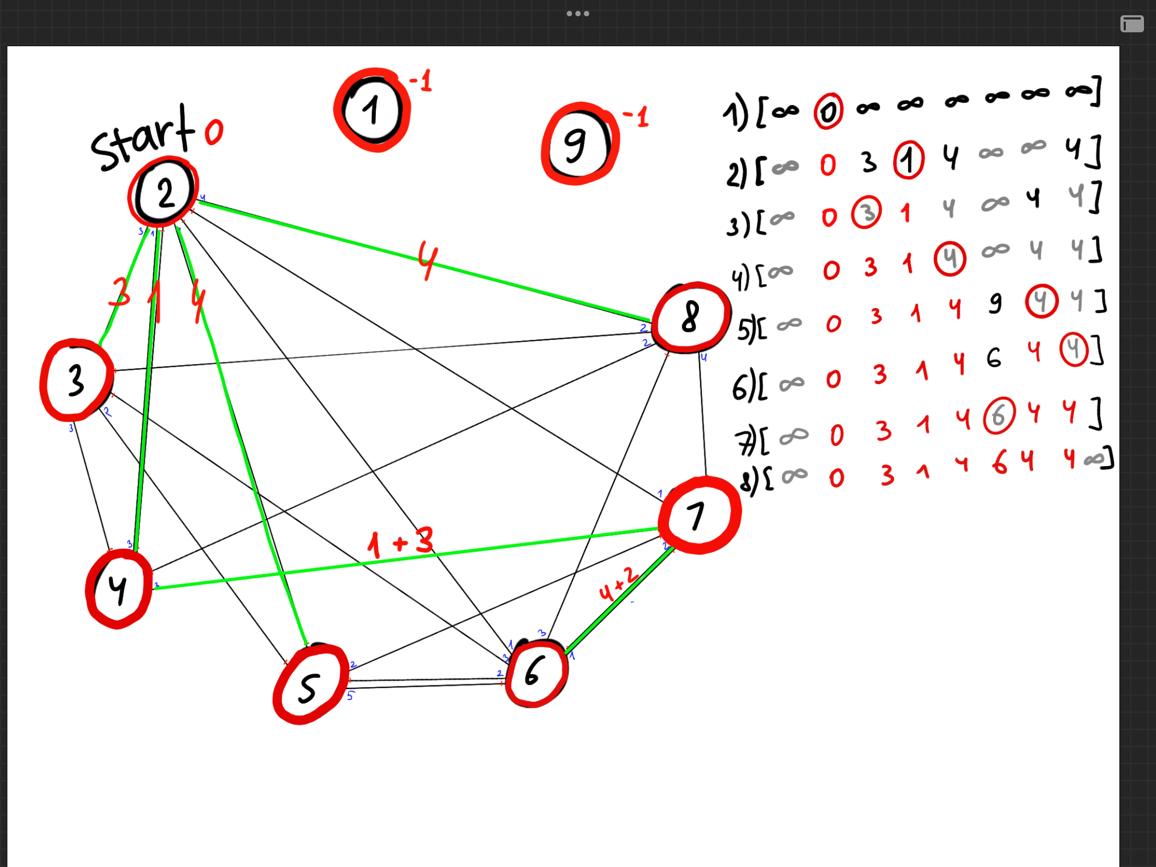 start 0
1 -1
9 -1
2
4
3 1 4
8
3
7
1 + 3
4
4+2
5
6
1) [∞ 0 ∞ ∞ ∞ ∞ ∞ ∞]
2) [∞ 0 3 1 4 ∞ ∞ 4]
3) [∞ 0 3 1 4 ∞ 4 4]
4) [∞ 0 3 1 4 ∞ 4 4]
5) [∞ 0 3 1 4 9 4 4]
6) [∞ 0 3 1 4 6 4 4]
7) [∞ 0 3 1 4 6 4 4]
8) [∞ 0 3 1 4 6 4 4 ∞]